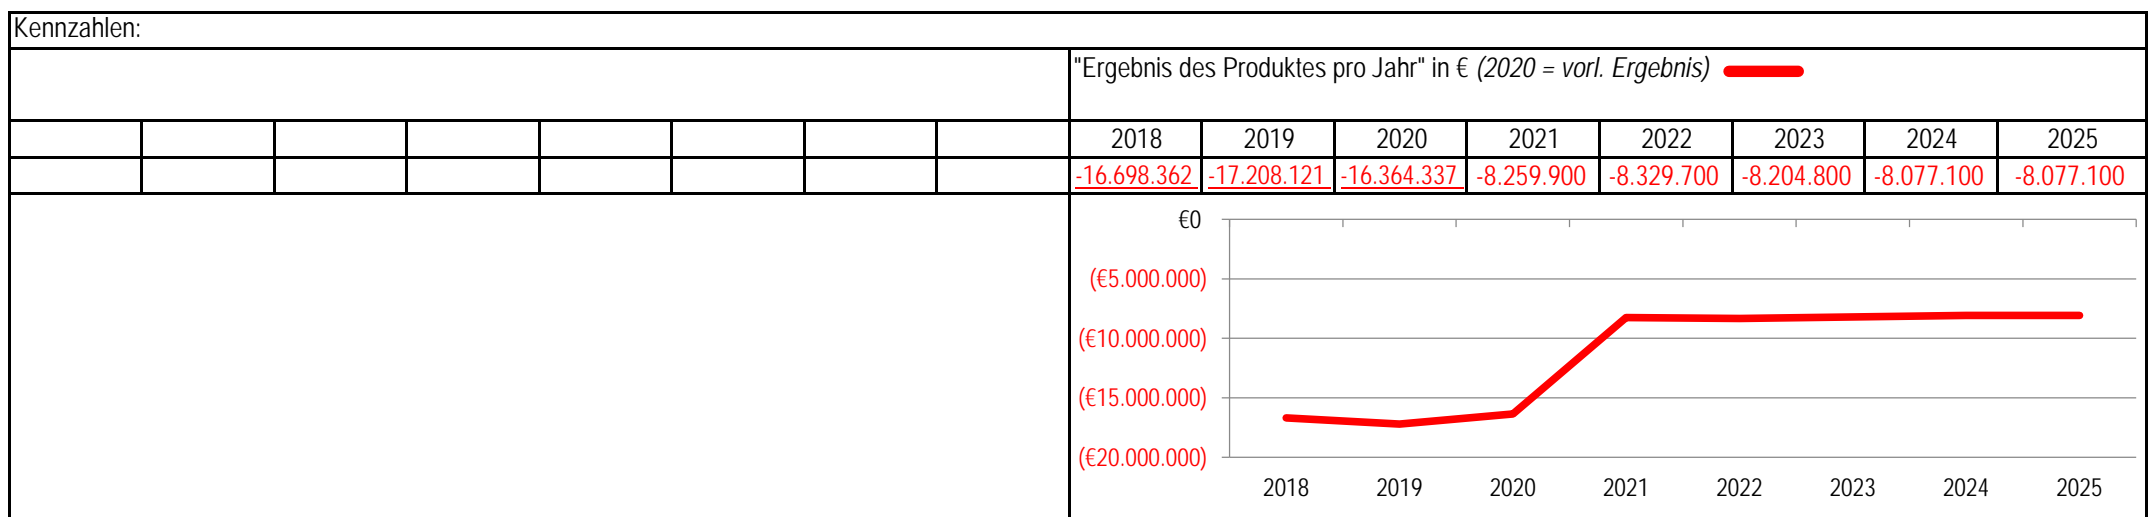 Kennzahlen:
"Ergebnis des Produktes pro Jahr" in € (2020 = vorl. Ergebnis)
2018 2019 2020 2021 2022 2023 2024 2025
-16.698.362 -17.208.121 -16.364.337 -8.259.900 -8.329.700 -8.204.800 -8.077.100 -8.077.100
€0
(€5.000.000)
(€10.000.000)
(€15.000.000)
(€20.000.000)
2018 2019 2020 2021 2022 2023 2024 2025